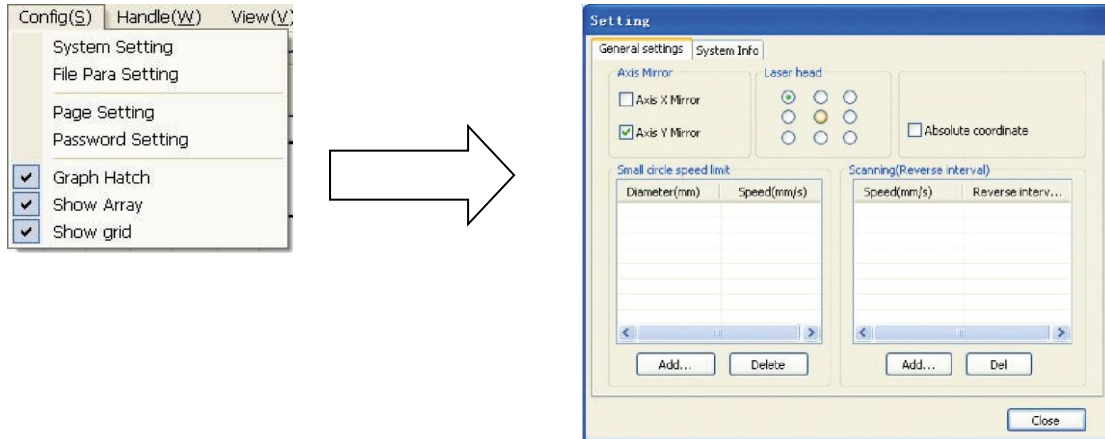 Config(S) Handle(W) View(V)
System Setting
File Para Setting
Page Setting
Password Setting
Graph Hatch
Show Array
Show grid
Setting
General settings System Info
Axis Mirror
Axis X Mirror
Axis Y Mirror
Laser head
Absolute coordinate
Small circle speed limit
Diameter(mm) Speed(mm/s)
Add... Delete
Scanning(Reverse interval)
Speed(mm/s) Reverse interv...
Add... Del
Close